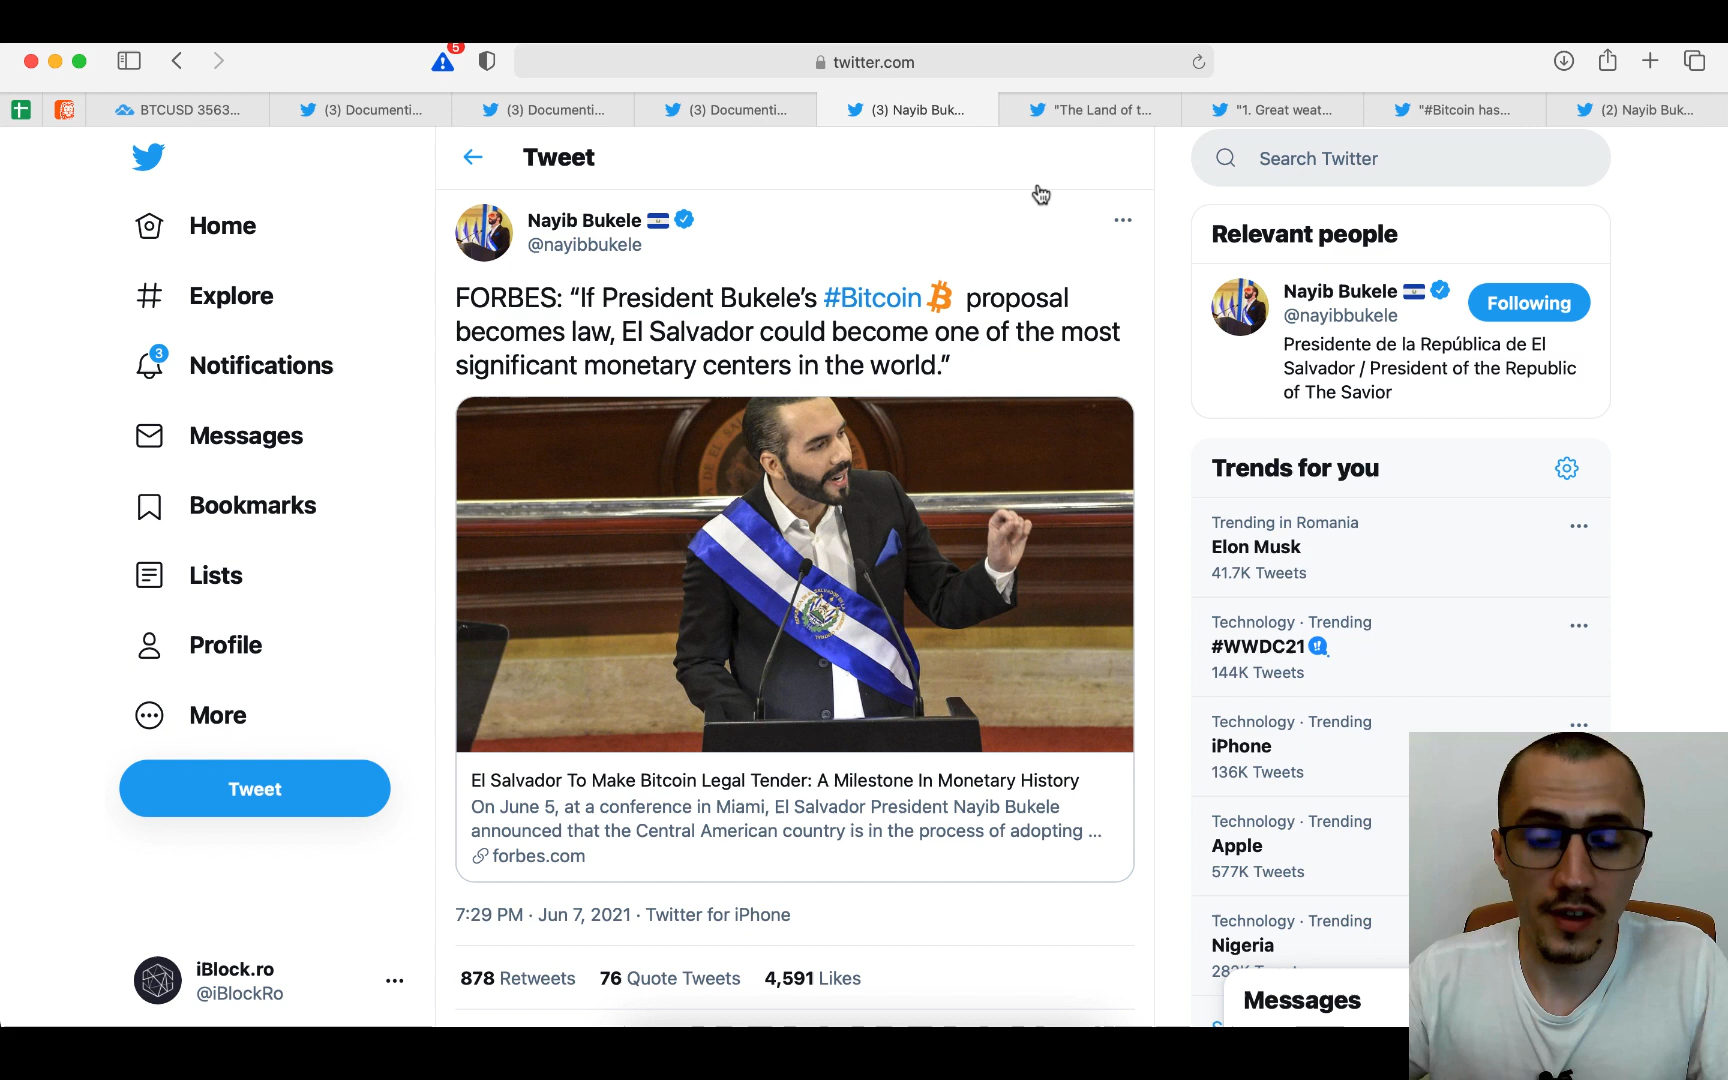 5
twitter.com
BTCUSD 3563...
(3) Documenti...
(3) Documenti...
(3) Documenti...
(3) Nayib Buk...
"The Land of t...
"1. Great weat...
"#Bitcoin has...
(2) Nayib Buk...
Home
Explore
3
Notifications
Messages
Bookmarks
Lists
Profile
More
Tweet
iBlock.ro
@iBlockRo
Tweet
Nayib Bukele
@nayibbukele
FORBES: “If President Bukele’s #Bitcoin proposal
becomes law, El Salvador could become one of the most
significant monetary centers in the world.”
El Salvador To Make Bitcoin Legal Tender: A Milestone In Monetary History
On June 5, at a conference in Miami, El Salvador President Nayib Bukele
announced that the Central American country is in the process of adopting ...
forbes.com
7:29 PM · Jun 7, 2021 · Twitter for iPhone
878 Retweets 76 Quote Tweets 4,591 Likes
Search Twitter
Relevant people
Nayib Bukele
@nayibbukele
Following
Presidente de la República de El
Salvador / President of the Republic
of The Savior
Trends for you
Trending in Romania
Elon Musk
41.7K Tweets
Technology · Trending
#WWDC21
144K Tweets
Technology · Trending
iPhone
136K Tweets
Technology · Trending
Apple
577K Tweets
Technology · Trending
Nigeria
Messages